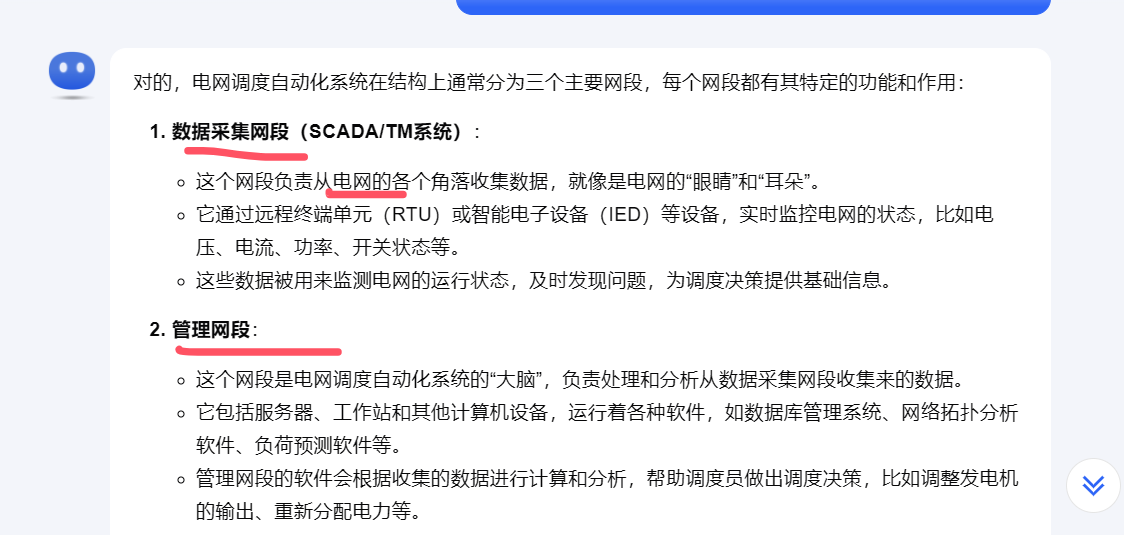 对的，电网调度自动化系统在结构上通常分为三个主要网段，每个网段都有其特定的功能和作用：
1. 数据采集网段（SCADA/TM系统）：
这个网段负责从电网的各个角落收集数据，就像是电网的“眼睛”和“耳朵”。
它通过远程终端单元（RTU）或智能电子设备（IED）等设备，实时监控电网的状态，比如电
压、电流、功率、开关状态等。
这些数据被用来监测电网的运行状态，及时发现问题，为调度决策提供基础信息。
2. 管理网段：
这个网段是电网调度自动化系统的“大脑”，负责处理和分析从数据采集网段收集来的数据。
它包括服务器、工作站和其他计算机设备，运行着各种软件，如数据库管理系统、网络拓扑分析
软件、负荷预测软件等。
管理网段的软件会根据收集的数据进行计算和分析，帮助调度员做出调度决策，比如调整发电机
的输出、重新分配电力等。